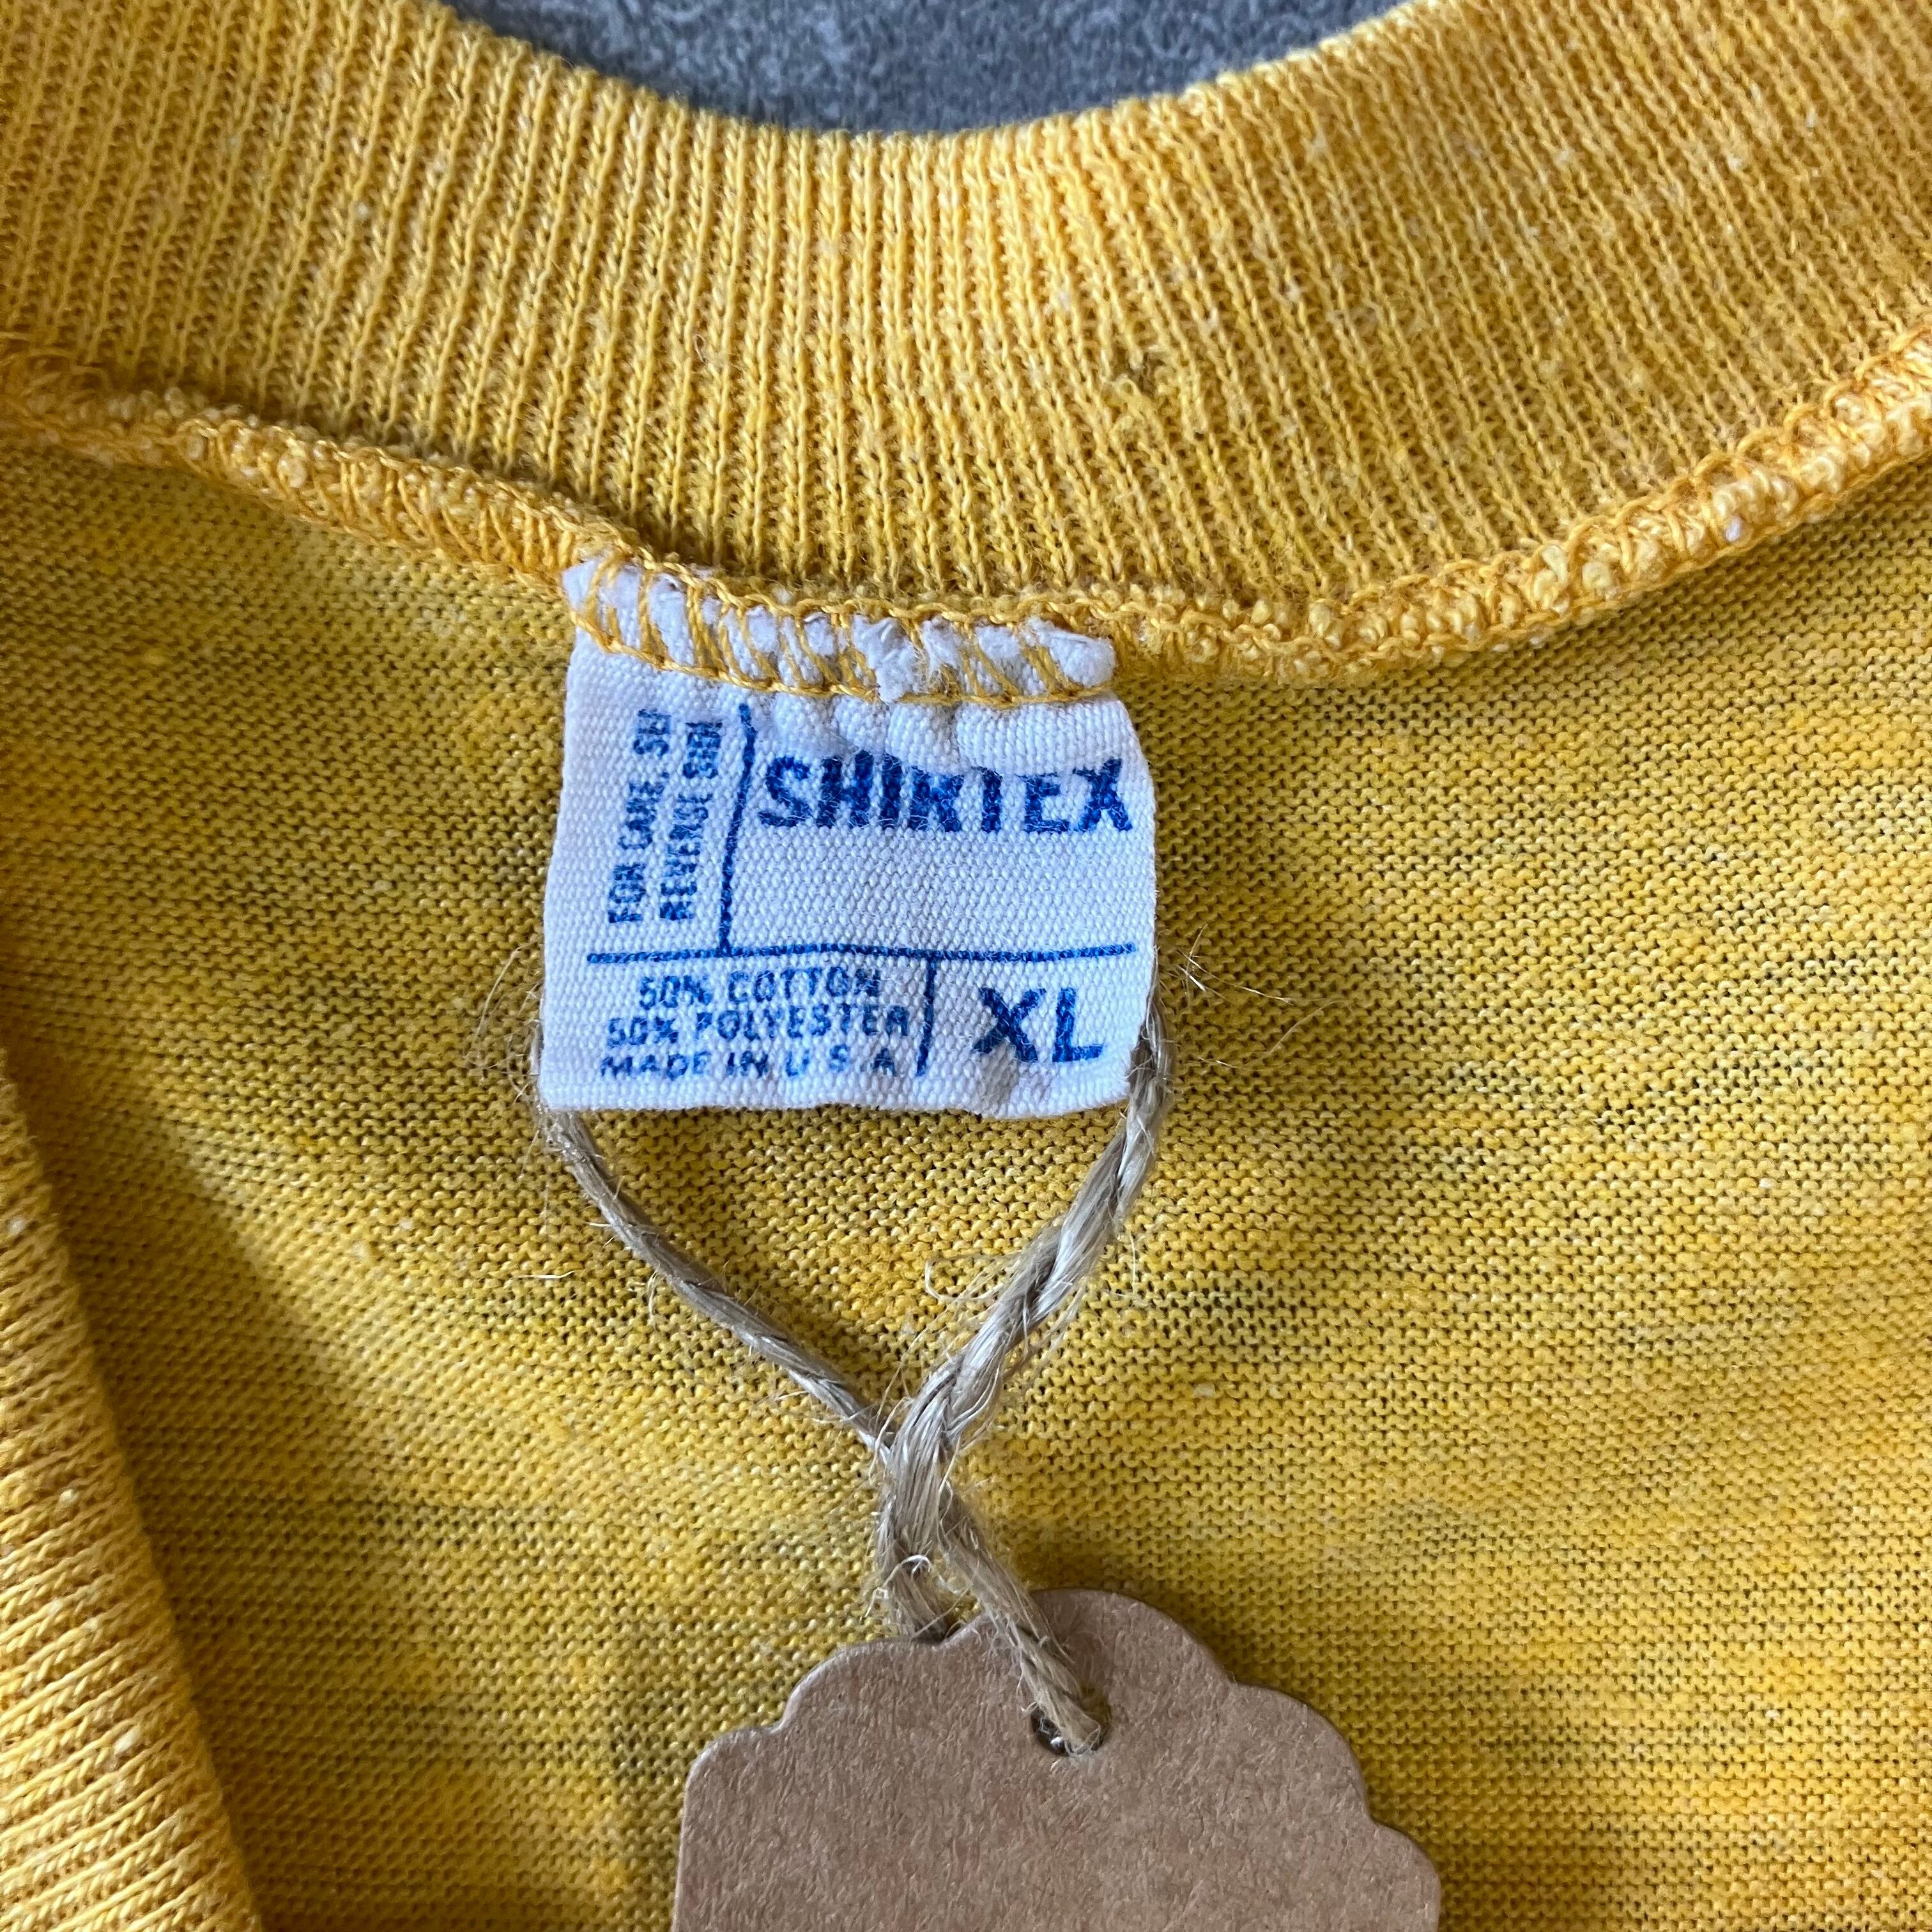 FOR CARE, SEE
REVERSE SIDE
SHIRTEX
50% COTTON
50% POLYESTER
MADE IN U S A
XL